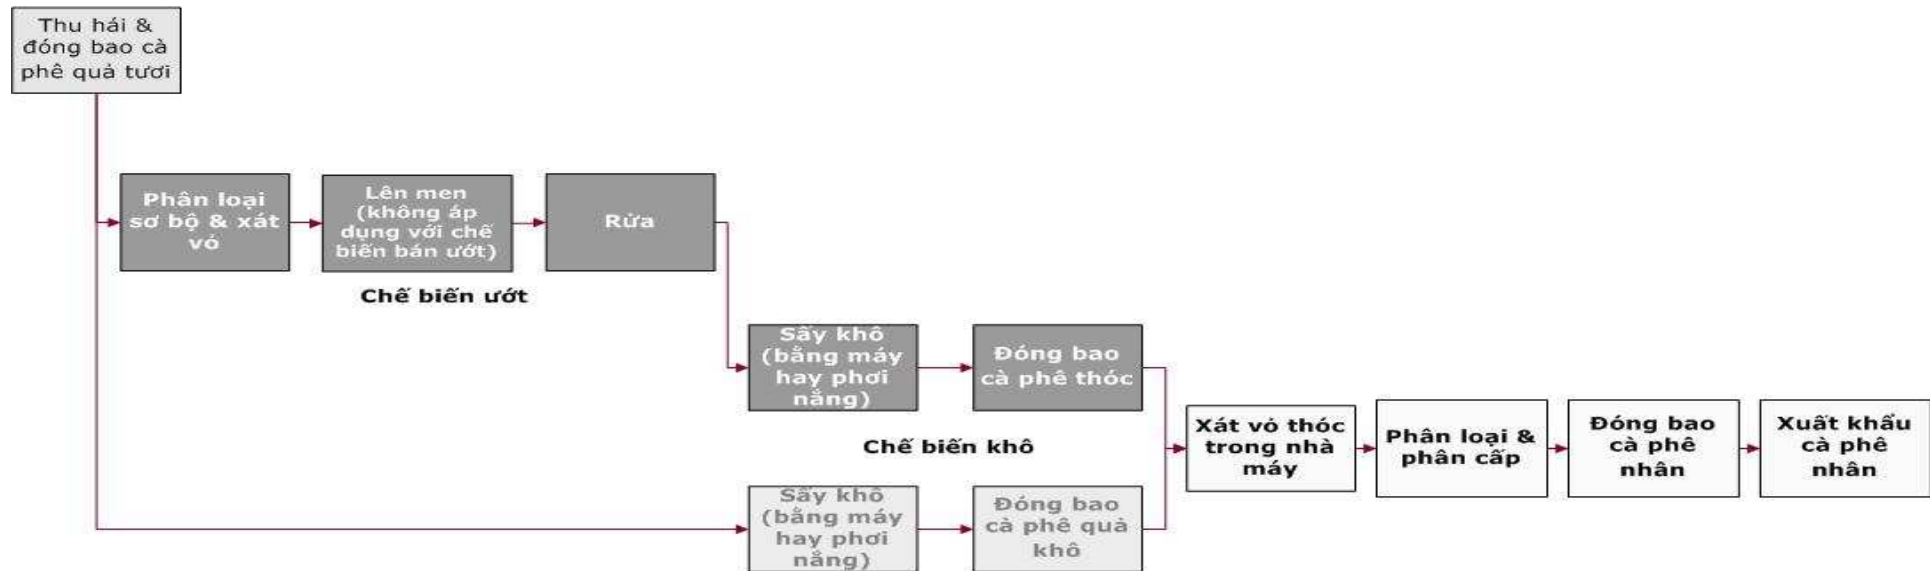 Thu hái &
đóng bao cà
phê quả tươi
Phân loại
sơ bộ & xát
vỏ
Lên men
(không áp
dụng với chế
biến bán ướt)
Rửa
Chế biến ướt
Sấy khô
(bằng máy
hay phơi
nắng)
Đóng bao
cà phê thóc
Chế biến khô
Sấy khô
(bằng máy
hay phơi
nắng)
Đóng bao
cà phê quả
khô
Xát vỏ thóc
trong nhà
máy
Phân loại &
phân cấp
Đóng bao
cà phê
nhân
Xuất khẩu
cà phê
nhân